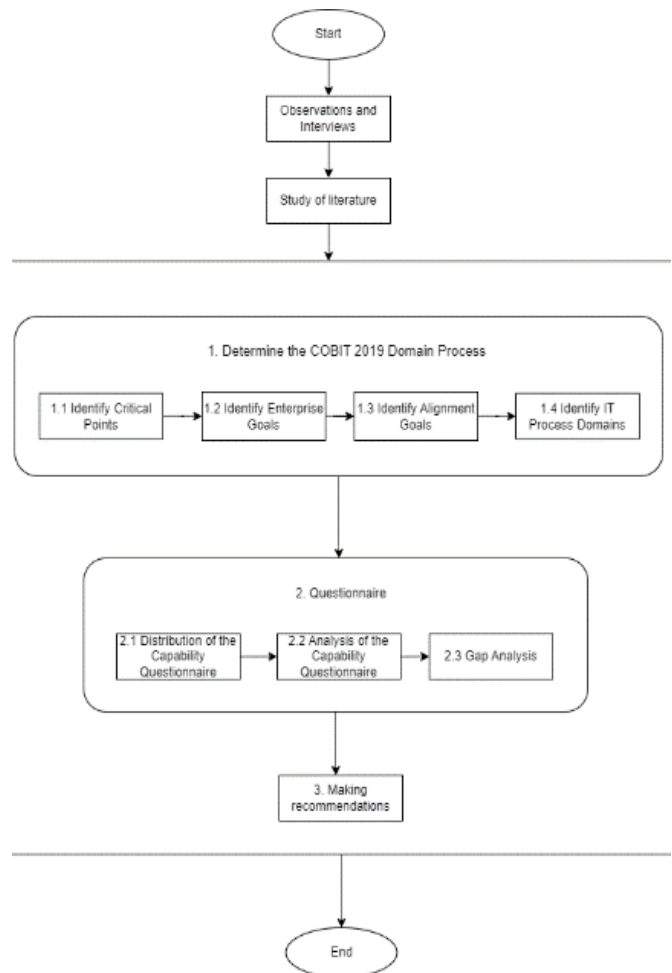 Start
Observations and
Interviews
Study of literature
1. Determine the COBIT 2019 Domain Process
1.1 Identify Critical
Points
1.2 Identify Enterprise
Goals
1.3 Identify Alignment
Goals
1.4 Identify IT
Process Domains
2. Questionnaire
2.1 Distribution of the
Capability
Questionnaire
2.2 Analysis of the
Capability
Questionnaire
2.3 Gap Analysis
3. Making
recommendations
End